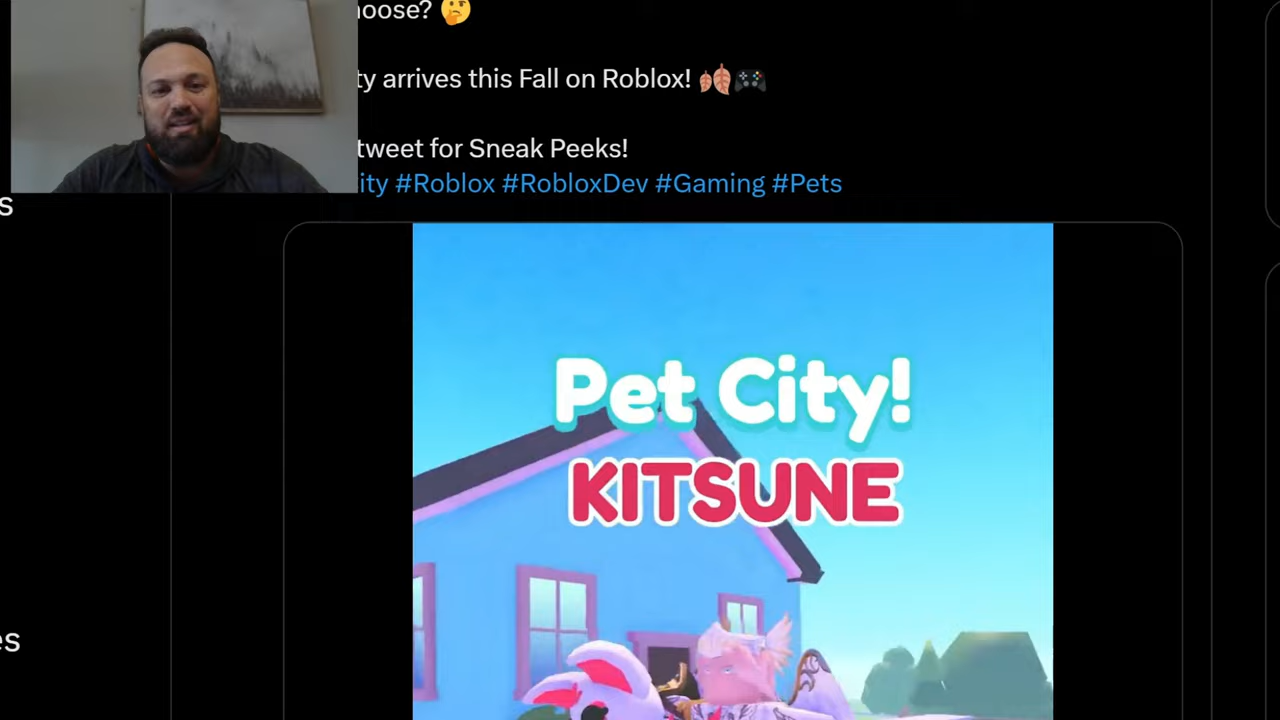 hoose? 🤔
ty arrives this Fall on Roblox! 🍂🎮
tweet for Sneak Peeks!
ity #Roblox #RobloxDev #Gaming #Pets
s
Pet City!
KITSUNE
es